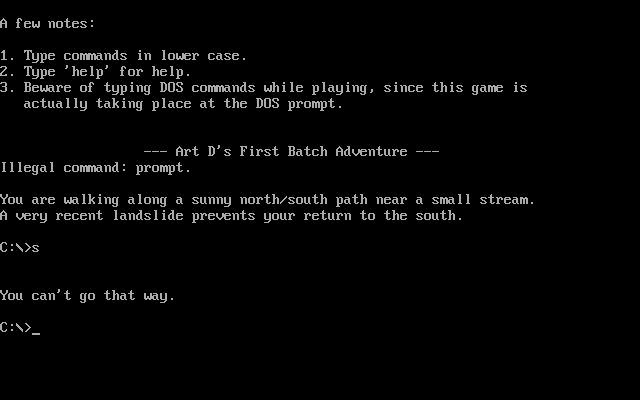 A few notes:
1. Type commands in lower case.
2. Type 'help' for help.
3. Beware of typing DOS commands while playing, since this game is
actually taking place at the DOS prompt.
--- Art D's First Batch Adventure ---
Illegal command: prompt.
You are walking along a sunny north/south path near a small stream.
A very recent landslide prevents your return to the south.
C:\>s
You can't go that way.
C:\>_